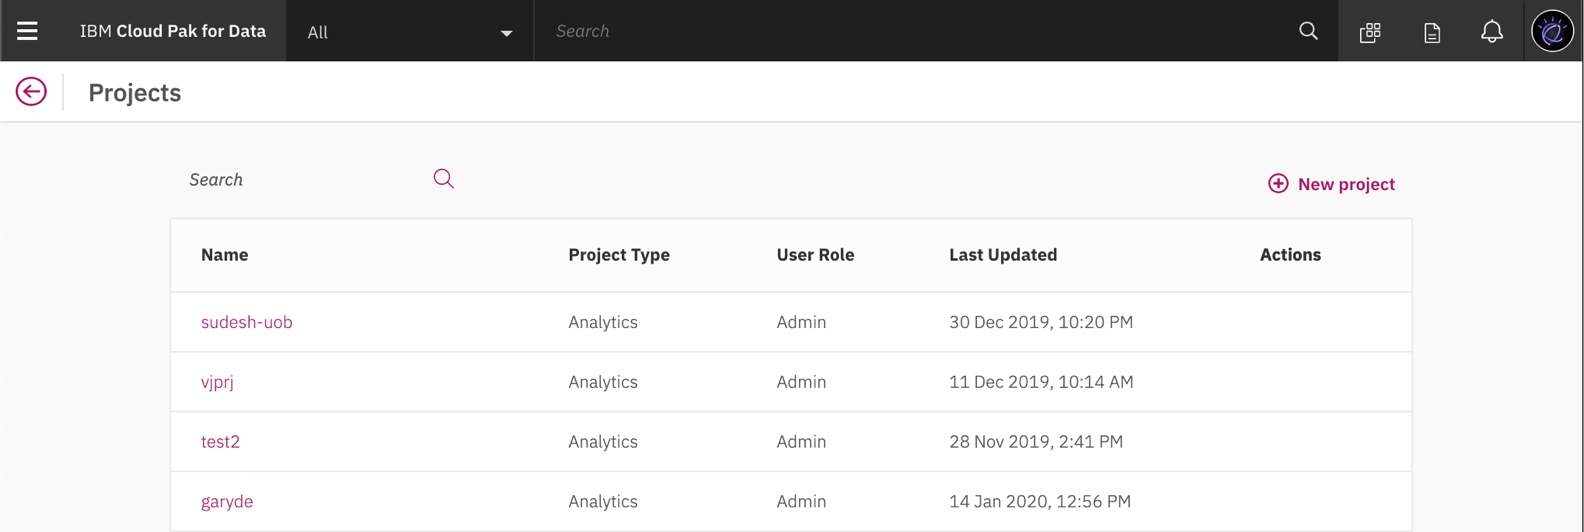 IBM Cloud Pak for Data All Search
Projects
Search
New project
Name Project Type User Role Last Updated Actions
sudesh-uob Analytics Admin 30 Dec 2019, 10:20 PM
vjprj Analytics Admin 11 Dec 2019, 10:14 AM
test2 Analytics Admin 28 Nov 2019, 2:41 PM
garyde Analytics Admin 14 Jan 2020, 12:56 PM